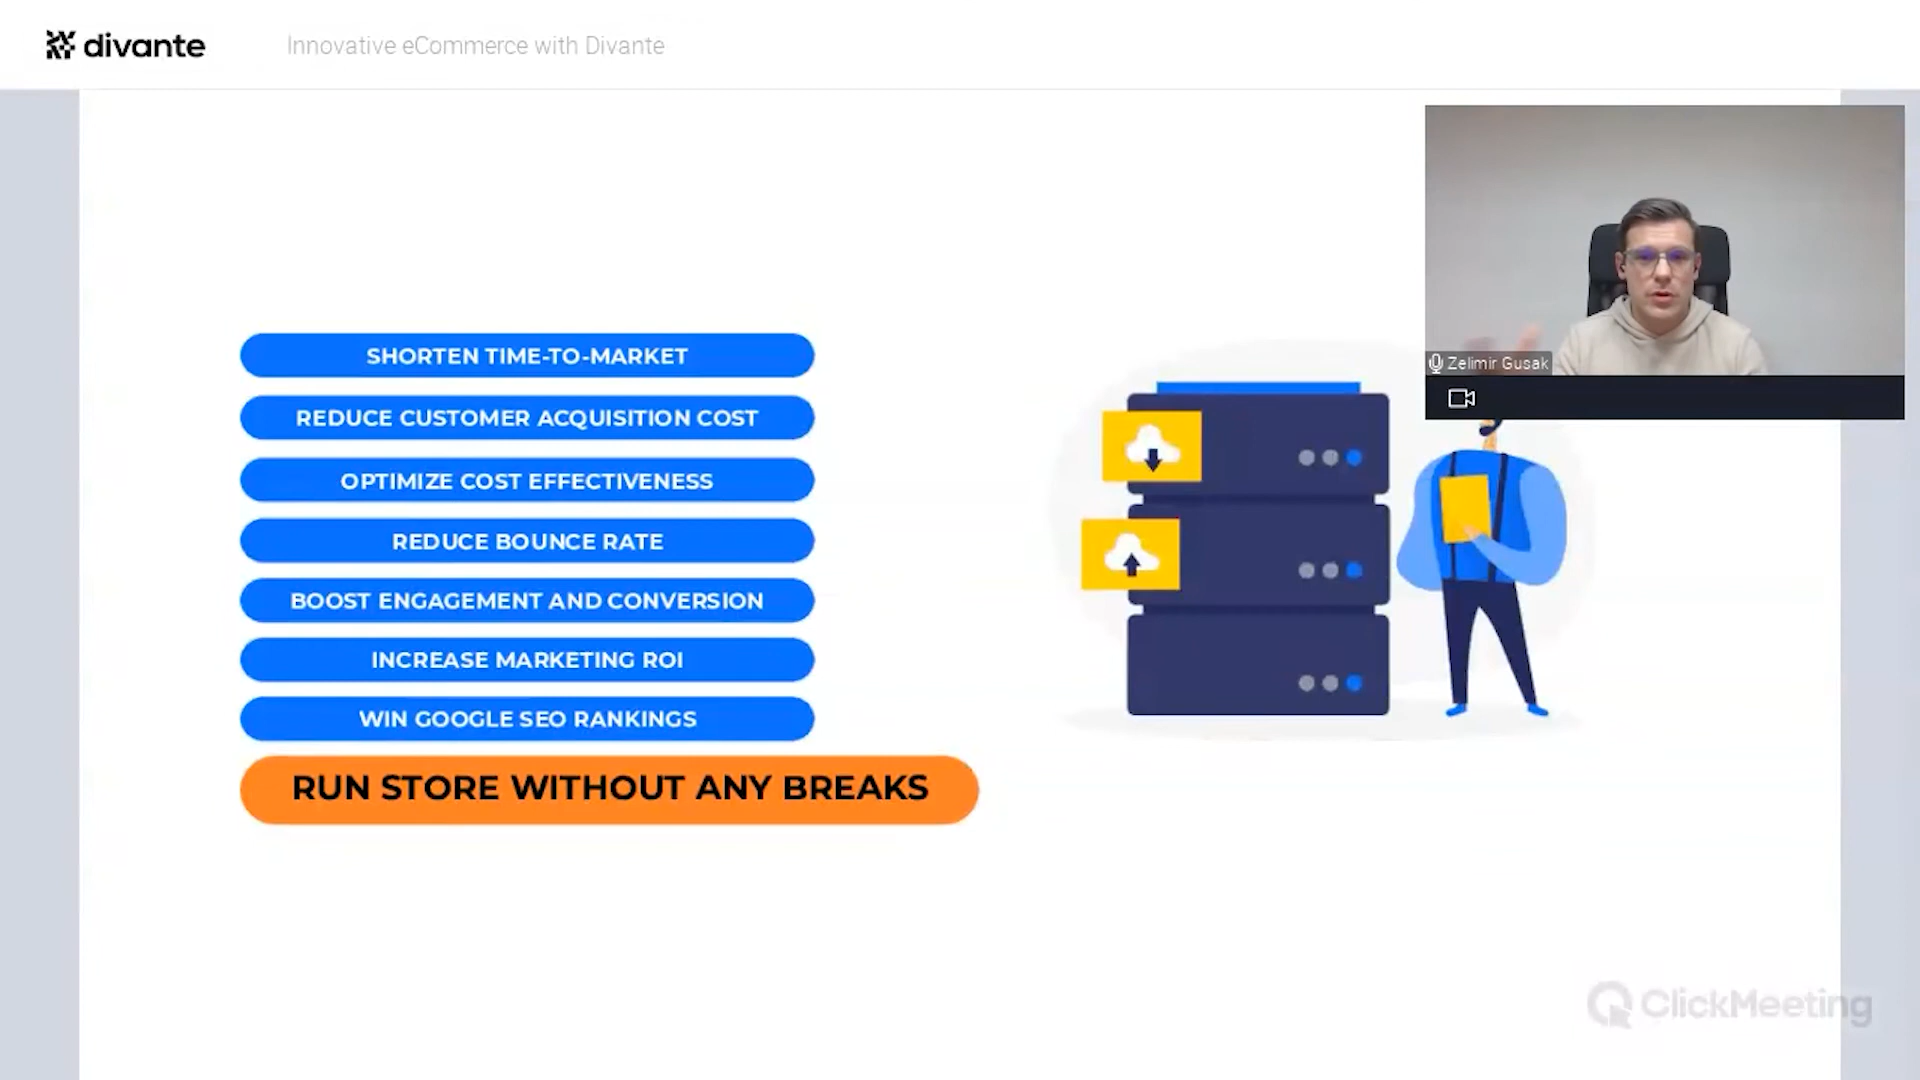 divante
Innovative eCommerce with Divante
Zelimir Gusak
SHORTEN TIME-TO-MARKET
REDUCE CUSTOMER ACQUISITION COST
OPTIMIZE COST EFFECTIVENESS
REDUCE BOUNCE RATE
BOOST ENGAGEMENT AND CONVERSION
INCREASE MARKETING ROI
WIN GOOGLE SEO RANKINGS
RUN STORE WITHOUT ANY BREAKS
ClickMeeting